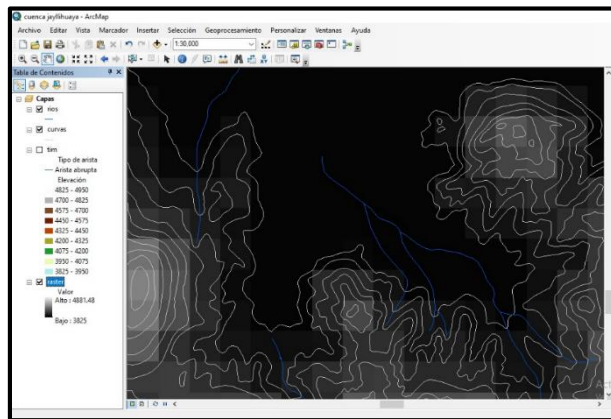 cuenca jayllihuaya - ArcMap
Archivo Editar Vista Marcador Insertar Selección Geoprocesamiento Personalizar Ventanas Ayuda
1:30.000
Tabla de Contenidos
Capas
rios
curvas
Tipo de arista
Arista abrupta
Elevación
4825 - 4950
4700 - 4825
4575 - 4700
4450 - 4575
4325 - 4450
4200 - 4325
4075 - 4200
3950 - 4075
3825 - 3950
raster
Valor
Alto : 4881.48
Bajo : 3825